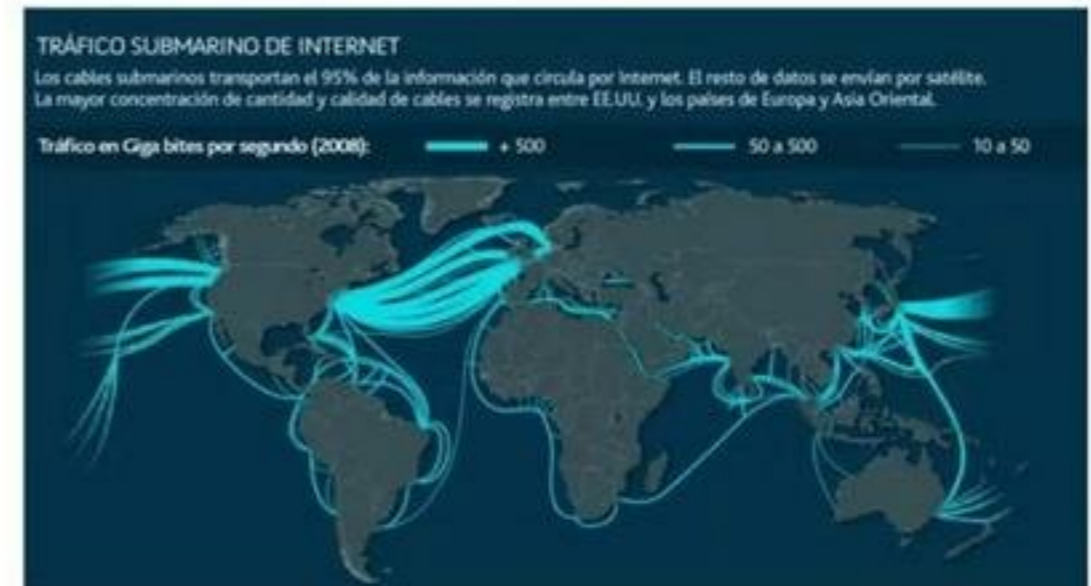 TRÁFICO SUBMARINO DE INTERNET
Los cables submarinos transportan el 95% de la información que circula por Internet. El resto de datos se envían por satélite.
La mayor concentración de cantidad y calidad de cables se registra entre EE.UU. y los países de Europa y Asia Oriental.
Tráfico en Giga bites por segundo (2008): + 500 50 a 500 10 a 50